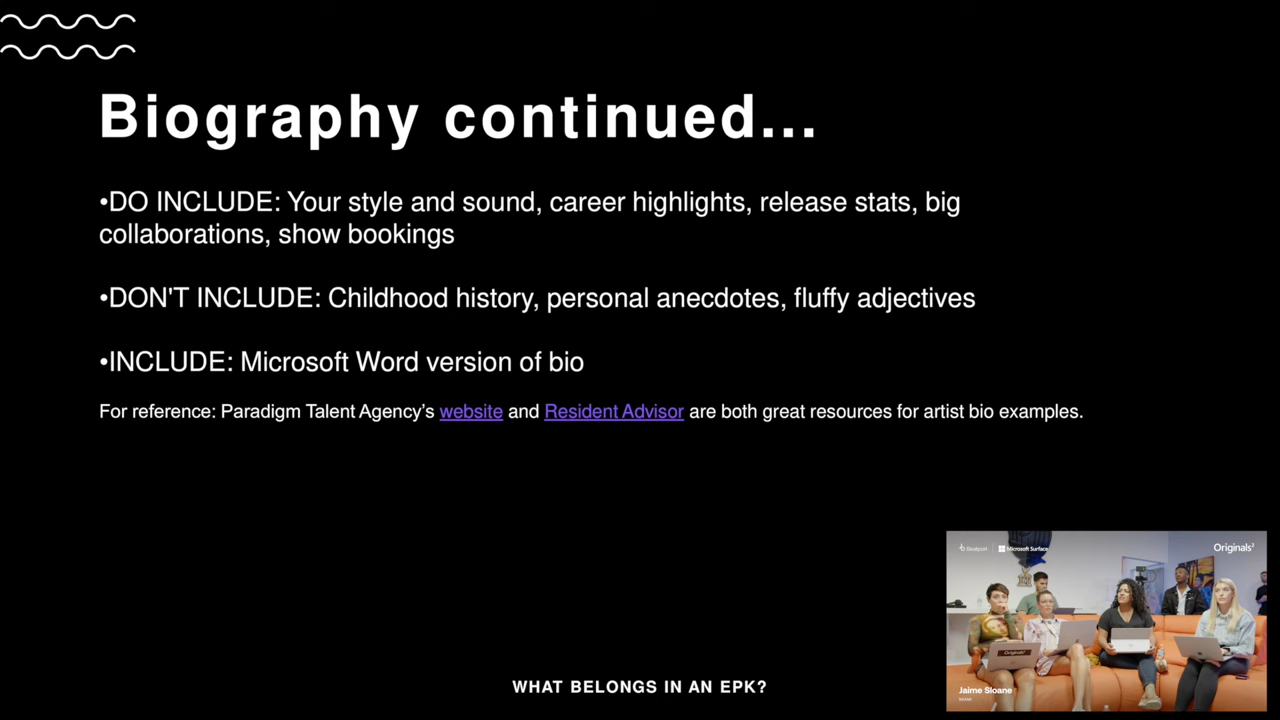 Biography continued...
•DO INCLUDE: Your style and sound, career highlights, release stats, big
collaborations, show bookings
•DON'T INCLUDE: Childhood history, personal anecdotes, fluffy adjectives
•INCLUDE: Microsoft Word version of bio
For reference: Paradigm Talent Agency’s website and Resident Advisor are both great resources for artist bio examples.
Beatport | Microsoft Surface
Originals²
Originals²
Jaime Sloane
WHAT BELONGS IN AN EPK?